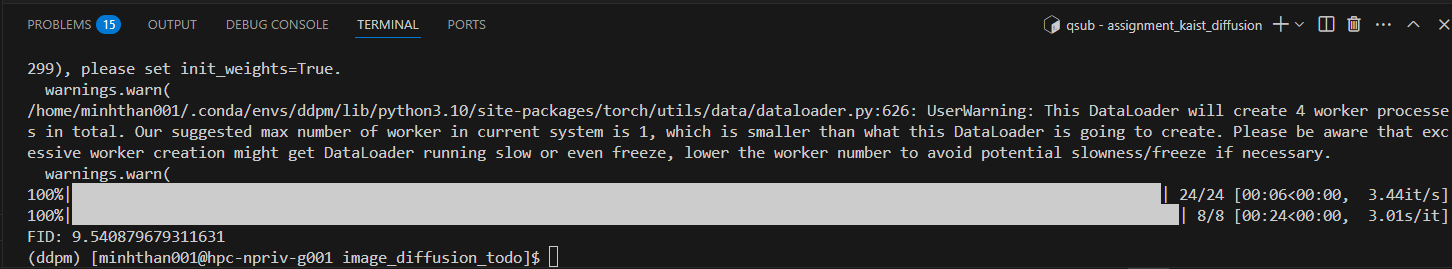 PROBLEMS 15 OUTPUT DEBUG CONSOLE TERMINAL PORTS qsub - assignment_kaist_diffusion
299), please set init_weights=True.
  warnings.warn(
/home/minhthan001/.conda/envs/ddpm/lib/python3.10/site-packages/torch/utils/data/dataloader.py:626: UserWarning: This DataLoader will create 4 worker processe
s in total. Our suggested max number of worker in current system is 1, which is smaller than what this DataLoader is going to create. Please be aware that exc
essive worker creation might get DataLoader running slow or even freeze, lower the worker number to avoid potential slowness/freeze if necessary.
  warnings.warn(
100%| | 24/24 [00:06<00:00,  3.44it/s]
100%| | 8/8 [00:24<00:00,  3.01s/it]
FID: 9.540879679311631
(ddpm) [minhthan001@hpc-npriv-g001 image_diffusion_todo]$